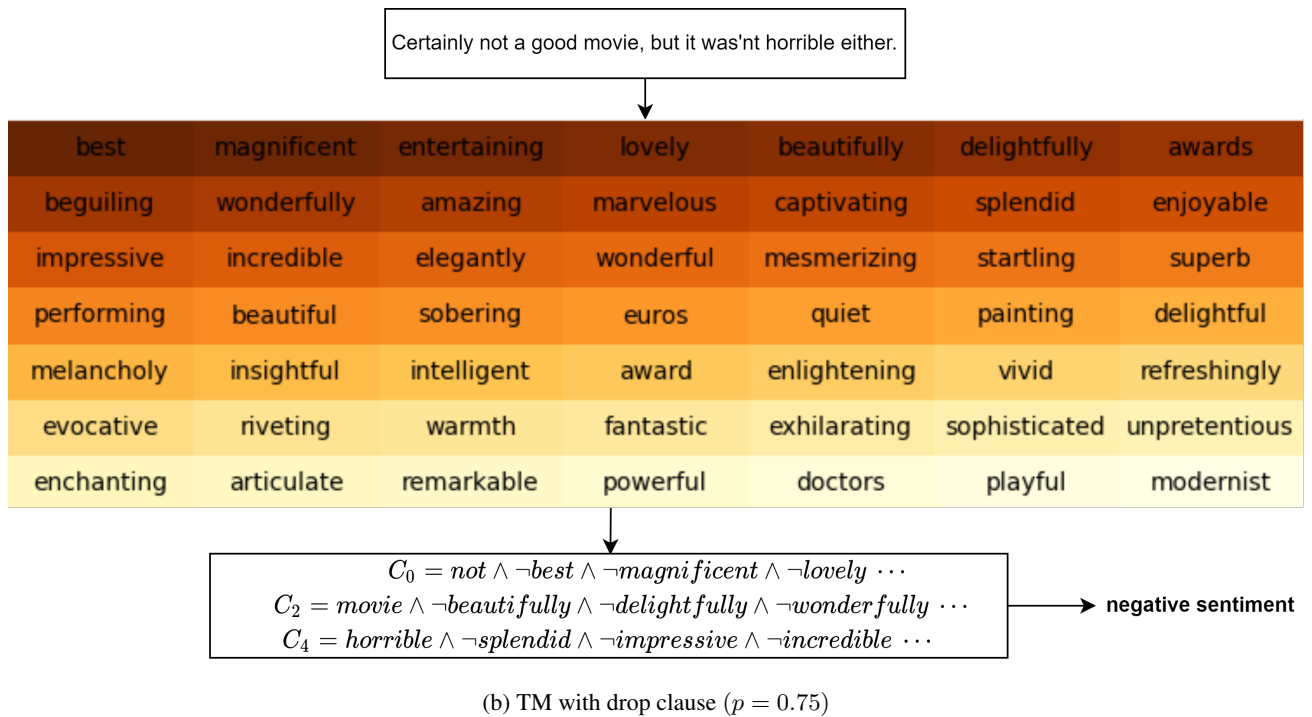 Certainly not a good movie, but it was'nt horrible either.
best magnificent entertaining lovely beautifully delightfully awards
beguiling wonderfully amazing marvelous captivating splendid enjoyable
impressive incredible elegantly wonderful mesmerizing startling superb
performing beautiful sobering euros quiet painting delightful
melancholy insightful intelligent award enlightening vivid refreshingly
evocative riveting warmth fantastic exhilarating sophisticated unpretentious
enchanting articulate remarkable powerful doctors playful modernist
C₀ = not ∧ ¬best ∧ ¬magnificent ∧ ¬lovely ⋯
C₂ = movie ∧ ¬beautifully ∧ ¬delightfully ∧ ¬wonderfully ⋯
C₄ = horrible ∧ ¬splendid ∧ ¬impressive ∧ ¬incredible ⋯
negative sentiment
(b) TM with drop clause (p = 0.75)